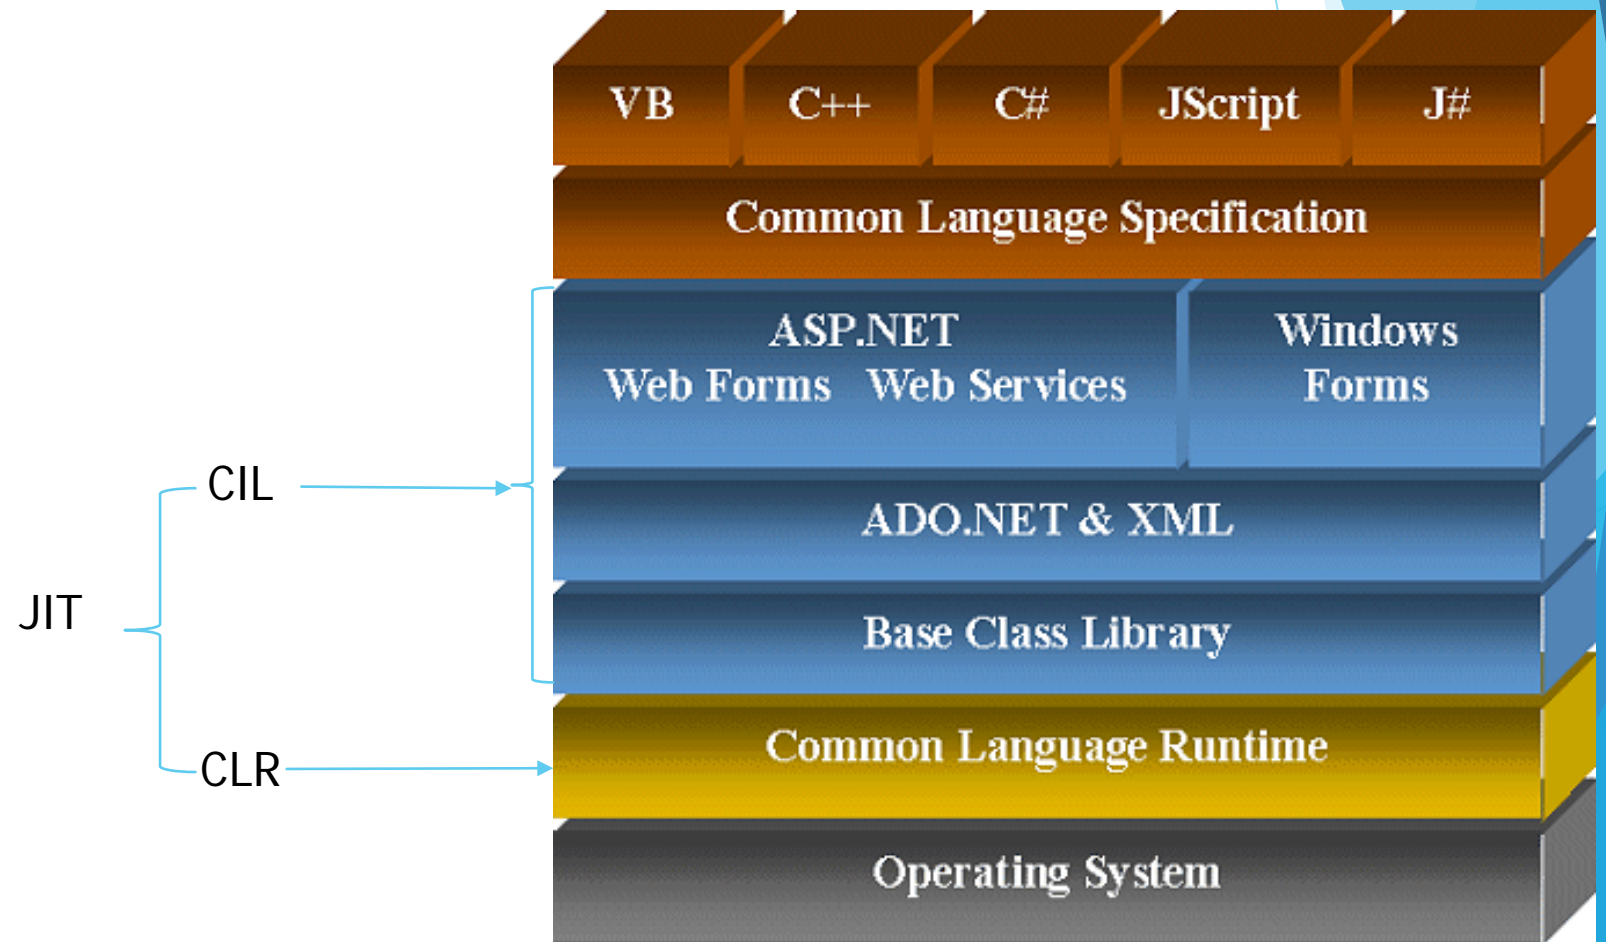 VB C++ C# JScript J#
Common Language Specification
ASP.NET
Web Forms Web Services
Windows
Forms
CIL
ADO.NET & XML
JIT
Base Class Library
CLR
Common Language Runtime
Operating System